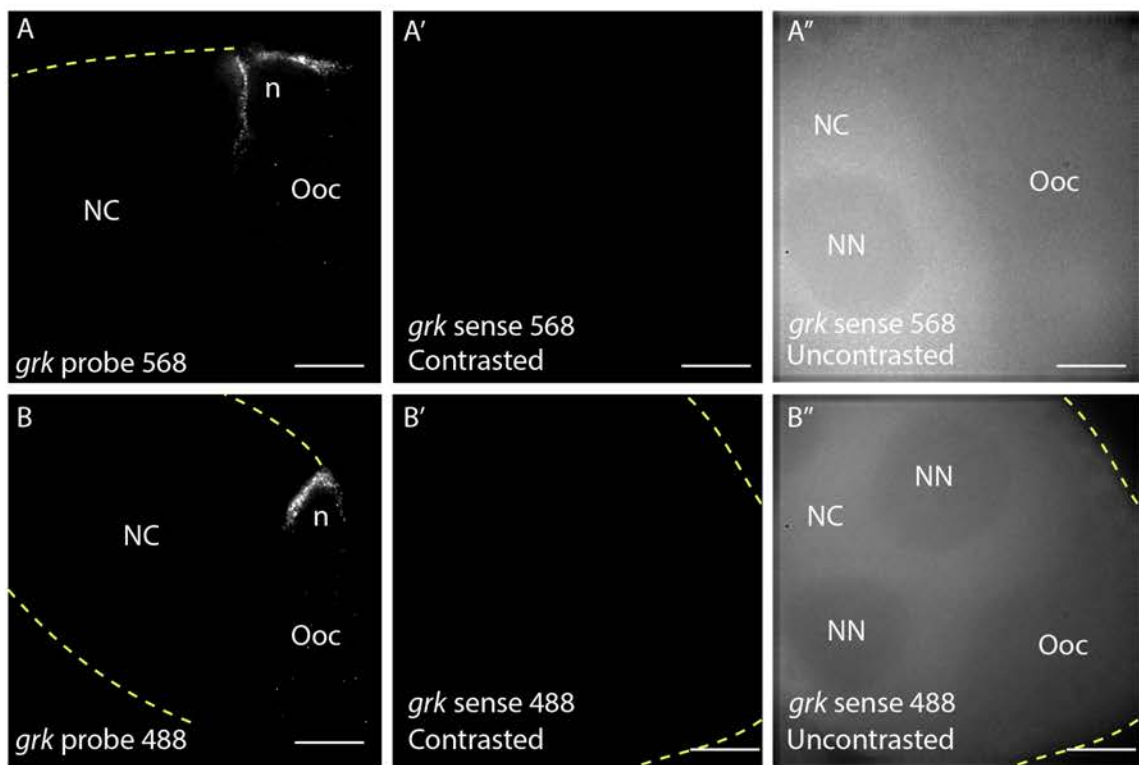 A
n
Ooc
NC
grk probe 568
A'
grk sense 568
Contrasted
A"
NC
Ooc
NN
grk sense 568
Uncontrasted
B
n
NC
Ooc
grk probe 488
B'
grk sense 488
Contrasted
B"
NN
NC
NN
Ooc
grk sense 488
Uncontrasted